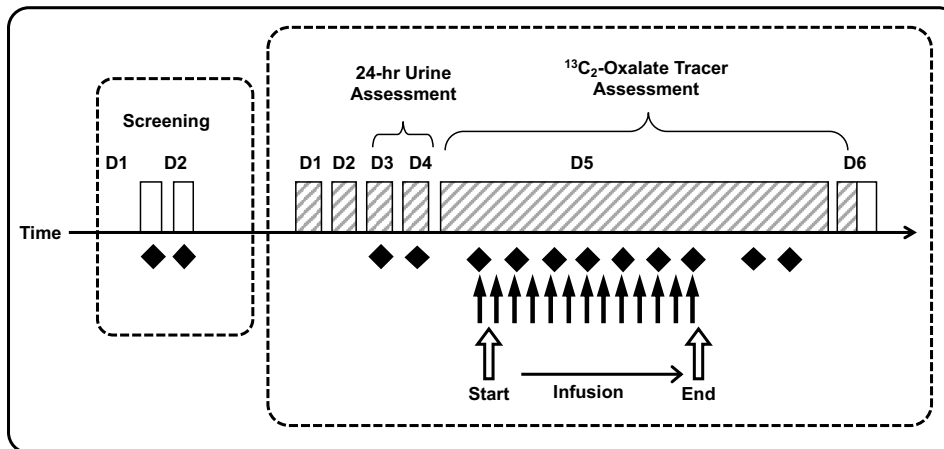 ¹³C₂-Oxalate Tracer
Assessment
24-hr Urine
Assessment
Screening
D1
D2
D1
D2
D3
D4
D5
D6
Time
Start
Infusion
End